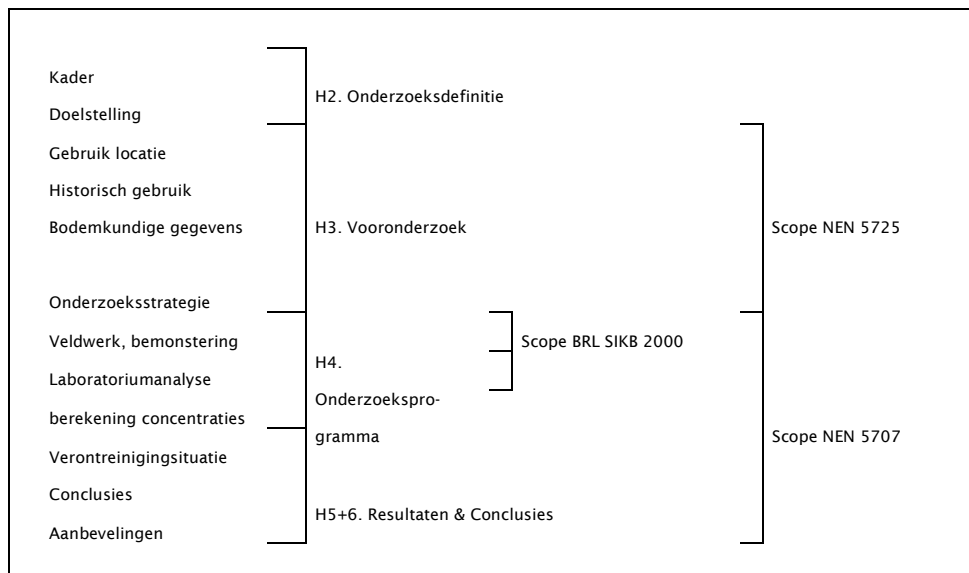 Kader
Doelstelling
Gebruik locatie
Historisch gebruik
Bodemkundige gegevens
Onderzoeksstrategie
Veldwerk, bemonstering
Laboratoriumanalyse
berekening concentraties
Verontreinigingsituatie
Conclusies
Aanbevelingen
H2. Onderzoeksdefinitie
H3. Vooronderzoek
H4.
Onderzoekspro-
gramma
H5+6. Resultaten & Conclusies
Scope BRL SIKB 2000
Scope NEN 5725
Scope NEN 5707